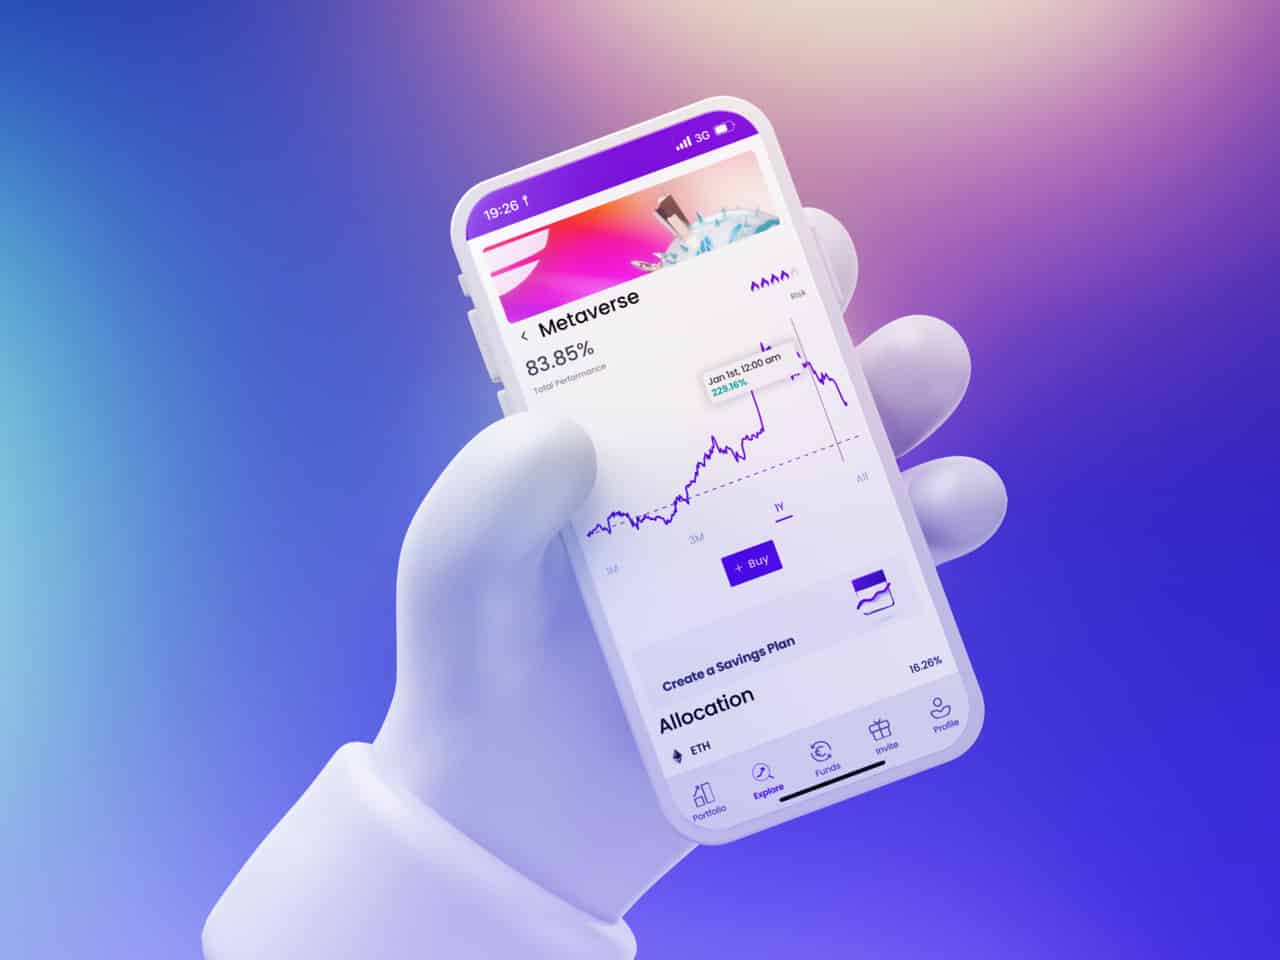 19:26
3G
Metaverse
83.85%
Total Performance
Risk
Jan 1st, 12:00 am
229.16%
1M
3M
1Y
All
+ Buy
Create a Savings Plan
Allocation
ETH
16.26%
Portfolio
Explore
Funds
Invite
Profile